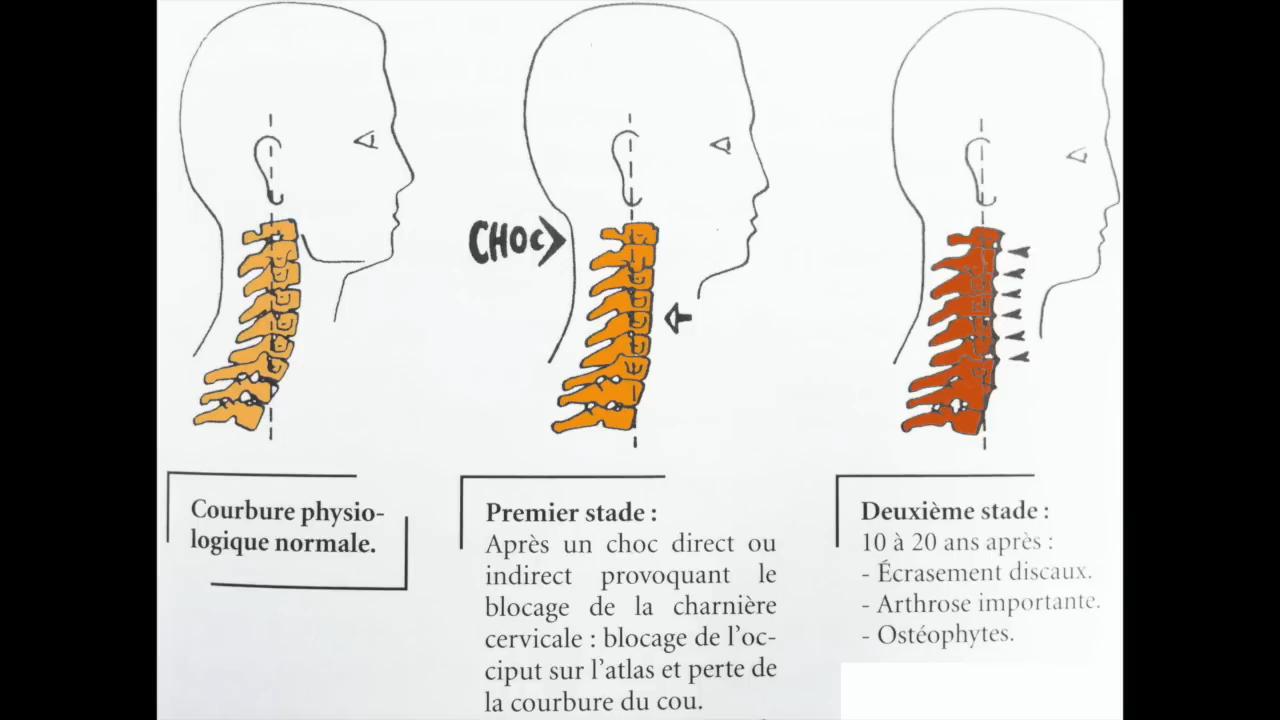 CHOC
Courbure physio-
logique normale.
Premier stade :
Après un choc direct ou
indirect provoquant le
blocage de la charnière
cervicale : blocage de l'oc-
ciput sur l'atlas et perte de
la courbure du cou.
Deuxième stade :
10 à 20 ans après :
- Écrasement discaux.
- Arthrose importante.
- Ostéophytes.